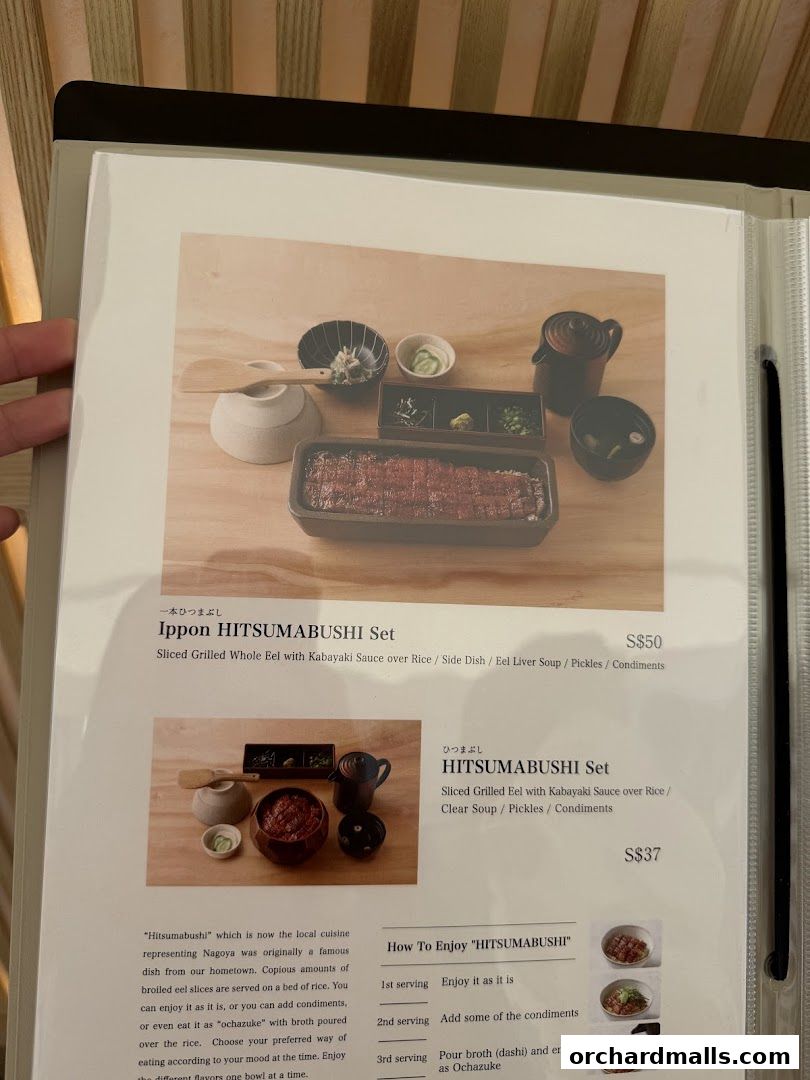 一本ひつまぶし
Ippon HITSUMABUSHI Set
S$50
Sliced Grilled Whole Eel with Kabayaki Sauce over Rice / Side Dish / Eel Liver Soup / Pickles / Condiments
ひつまぶし
HITSUMABUSHI Set
Sliced Grilled Eel with Kabayaki Sauce over Rice /
Clear Soup / Pickles / Condiments
S$37
"Hitsumabushi" which is now the local cuisine
representing Nagoya was originally a famous
dish from our hometown. Copious amounts of
broiled eel slices are served on a bed of rice. You
can enjoy it as it is, or you can add condiments,
or even eat it as "ochazuke" with broth poured
over the rice. Choose your preferred way of
eating according to your mood at the time. Enjoy
the different flavors one bowl at a time.
How To Enjoy "HITSUMABUSHI"
1st serving Enjoy it as it is
2nd serving Add some of the condiments
3rd serving Pour broth (dashi) and
as Ochazuke
orchardmalls.com